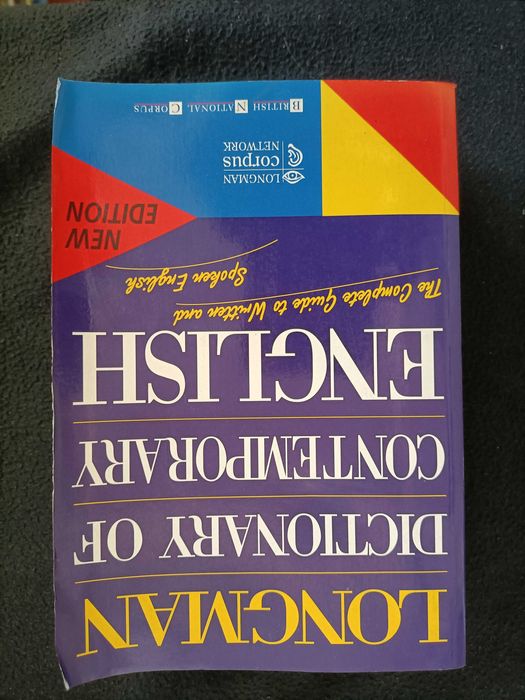 LONGMAN
DICTIONARY OF
CONTEMPORARY
ENGLISH
The Complete Guide to Written and
Spoken English
NEW
EDITION
LONGMAN
corpus
NETWORK
BRITISH NATIONAL CORPUS